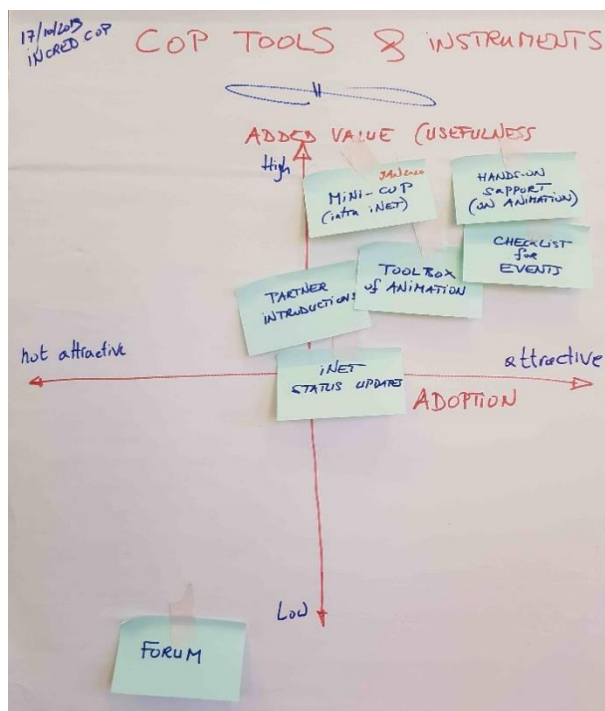 17/10/2019
INCRED COP
COP TOOLS & INSTRUMENTS
ADDED VALUE (USEFULNESS
High
JAN 2020
MINI-COP
(intra iNET)
HANDS-ON
SUPPORT
(ON ANIMATION)
CHECKLIST
for
EVENTS
TOOLBOX
of ANIMATION
PARTNER
INTRODUCTIONS
not attractive
attractive
iNET
STATUS UPDATES
ADOPTION
Low
FORUM